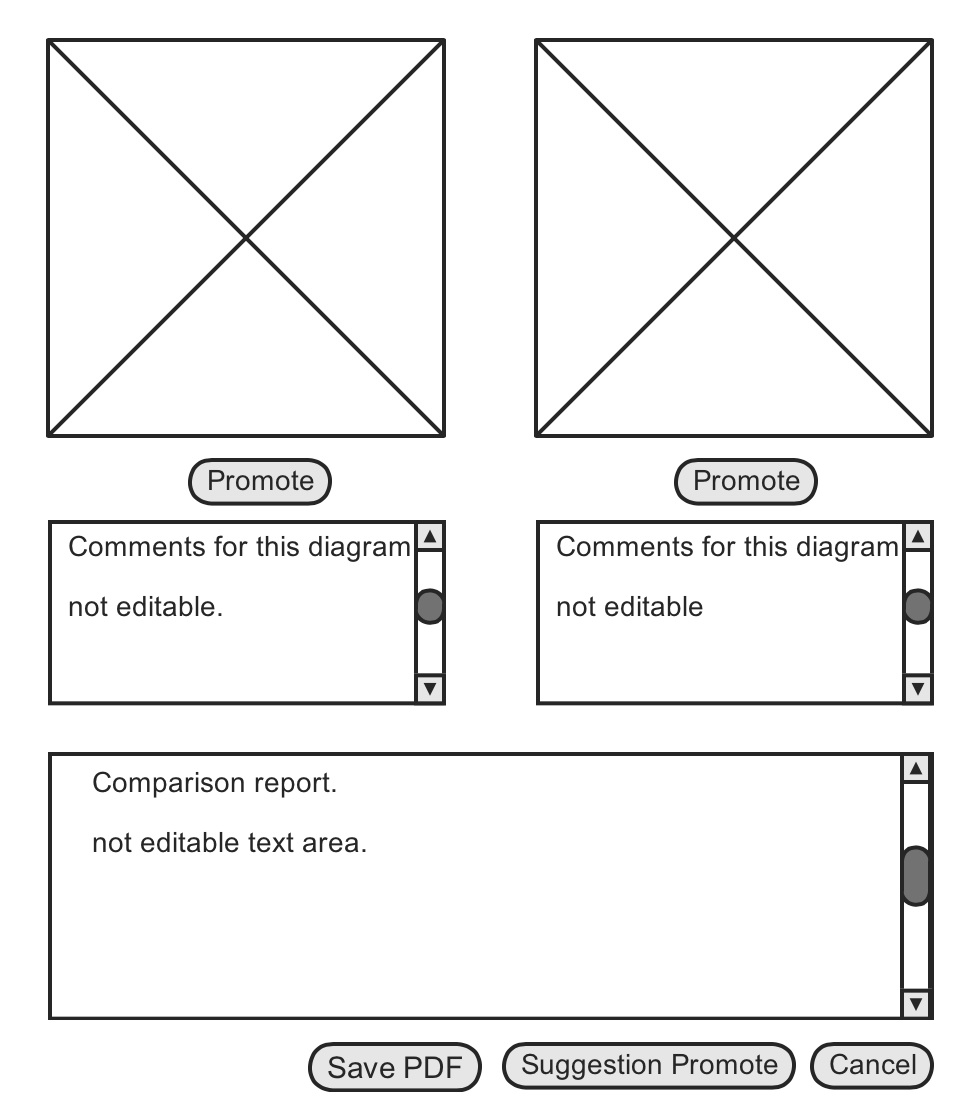 Promote
Promote
Comments for this diagram
not editable.
Comments for this diagram
not editable
Comparison report.
not editable text area.
Save PDF
Suggestion Promote
Cancel